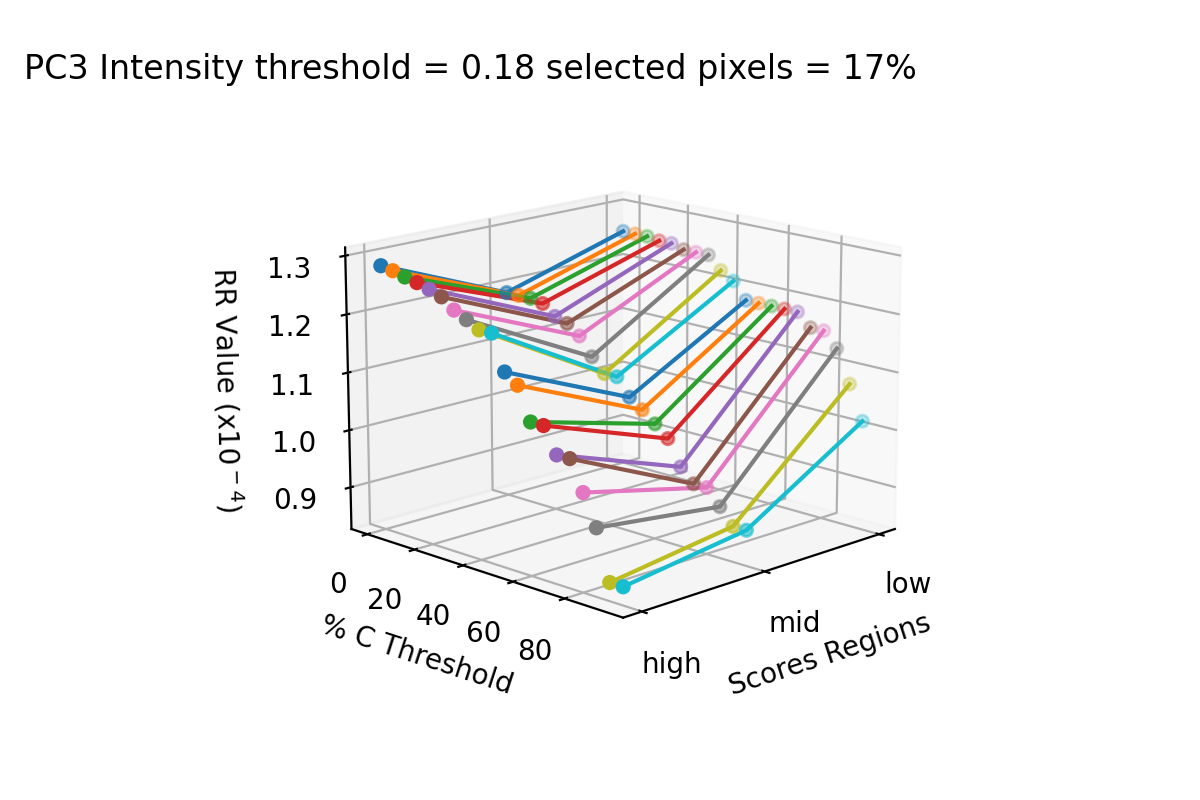 PC3 Intensity threshold = 0.18 selected pixels = 17%
1.3
1.2
1.1
1.0
0.9
RR Value (x10⁻⁴)
0
20
40
60
80
% C Threshold
high
mid
low
Scores Regions